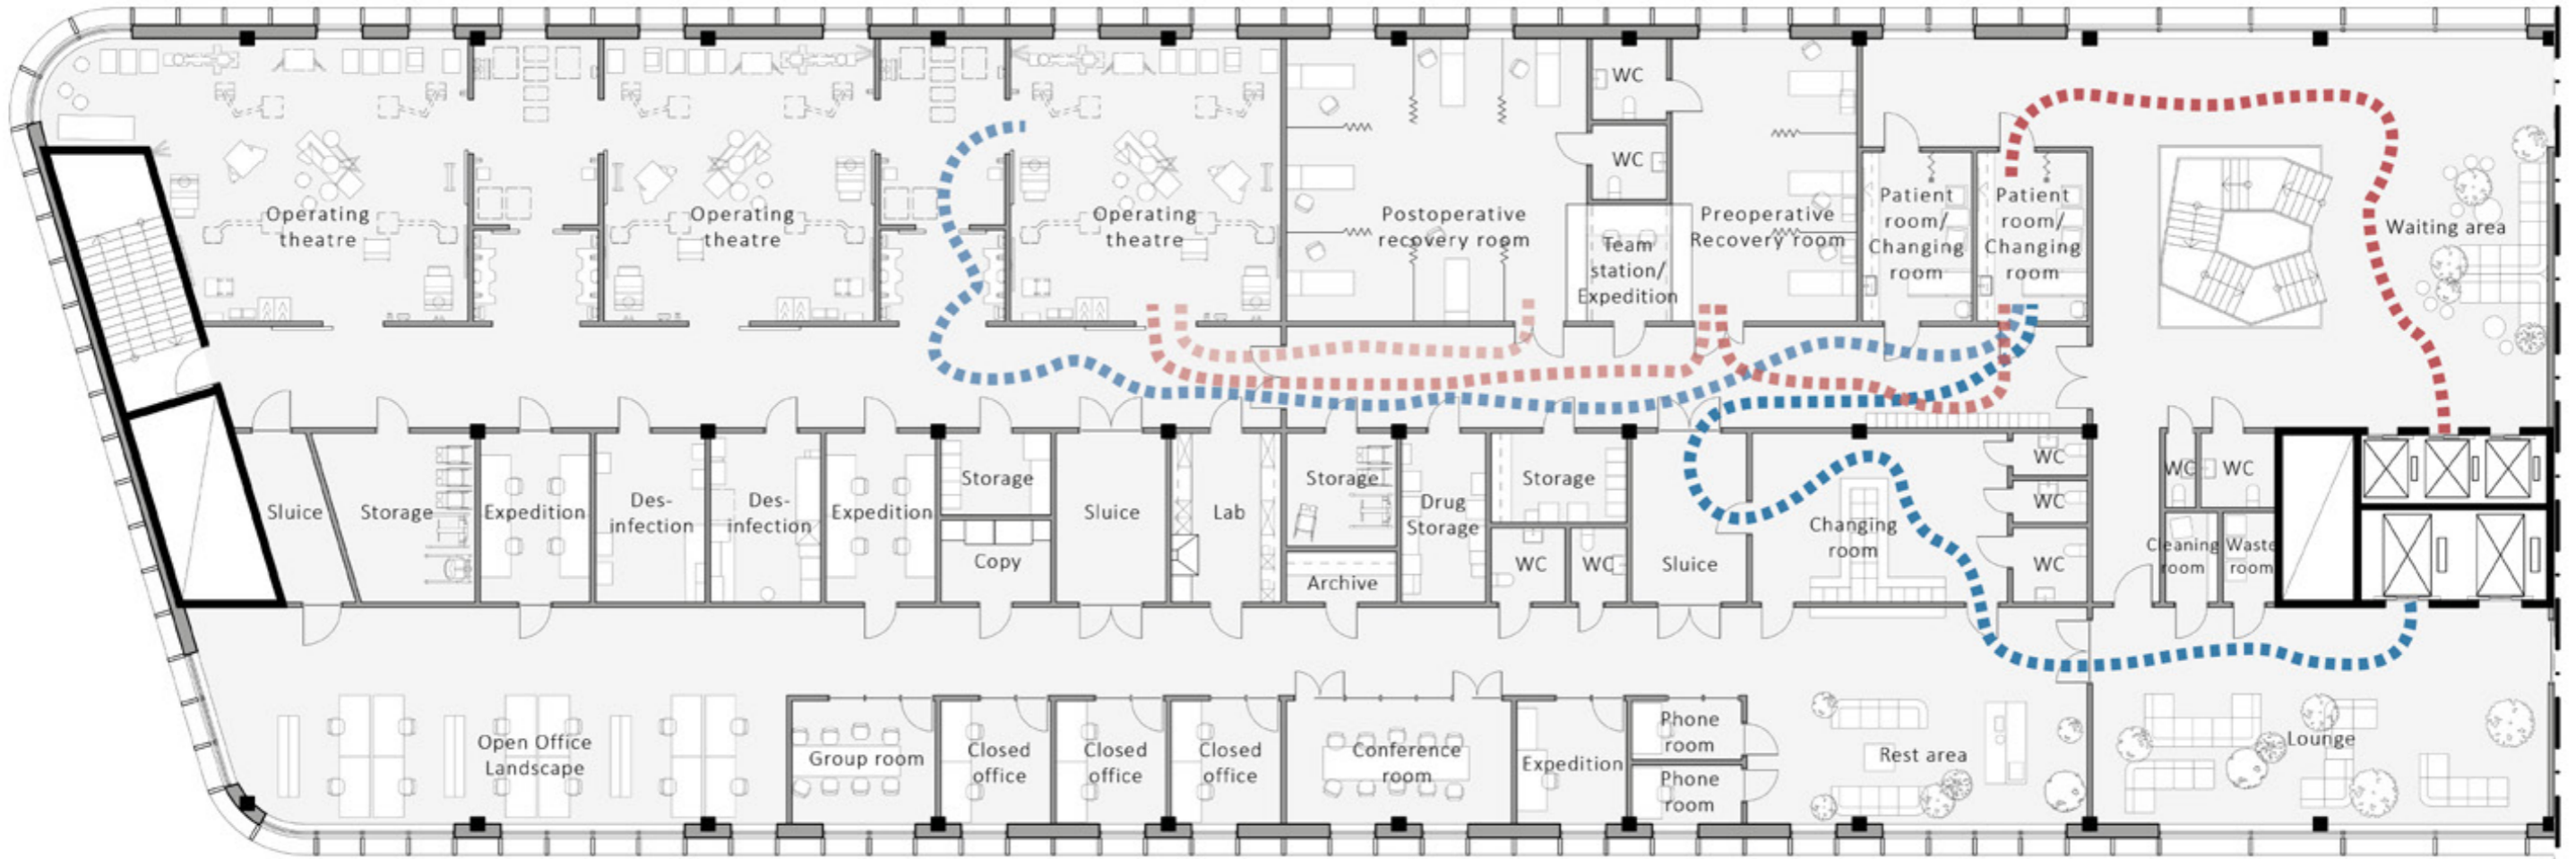 WC
WC
Operating
theatre
Operating
theatre
Operating
theatre
Postoperative
recovery room
Team
station/
Expedition
Preoperative
Recovery room
Patient
room/
Changing
room
Patient
room/
Changing
room
Waiting area
Sluice
Storage
Expedition
Des-
infection
Des-
infection
Expedition
Storage
Copy
Sluice
Lab
Storage
Archive
Drug
Storage
Storage
WC
WC
Sluice
Changing
room
WC
WC
WC
WC
WC
Cleaning
room
Waste
room
Open Office
Landscape
Group room
Closed
office
Closed
office
Closed
office
Conference
room
Expedition
Phone
room
Phone
room
Rest area
Lounge